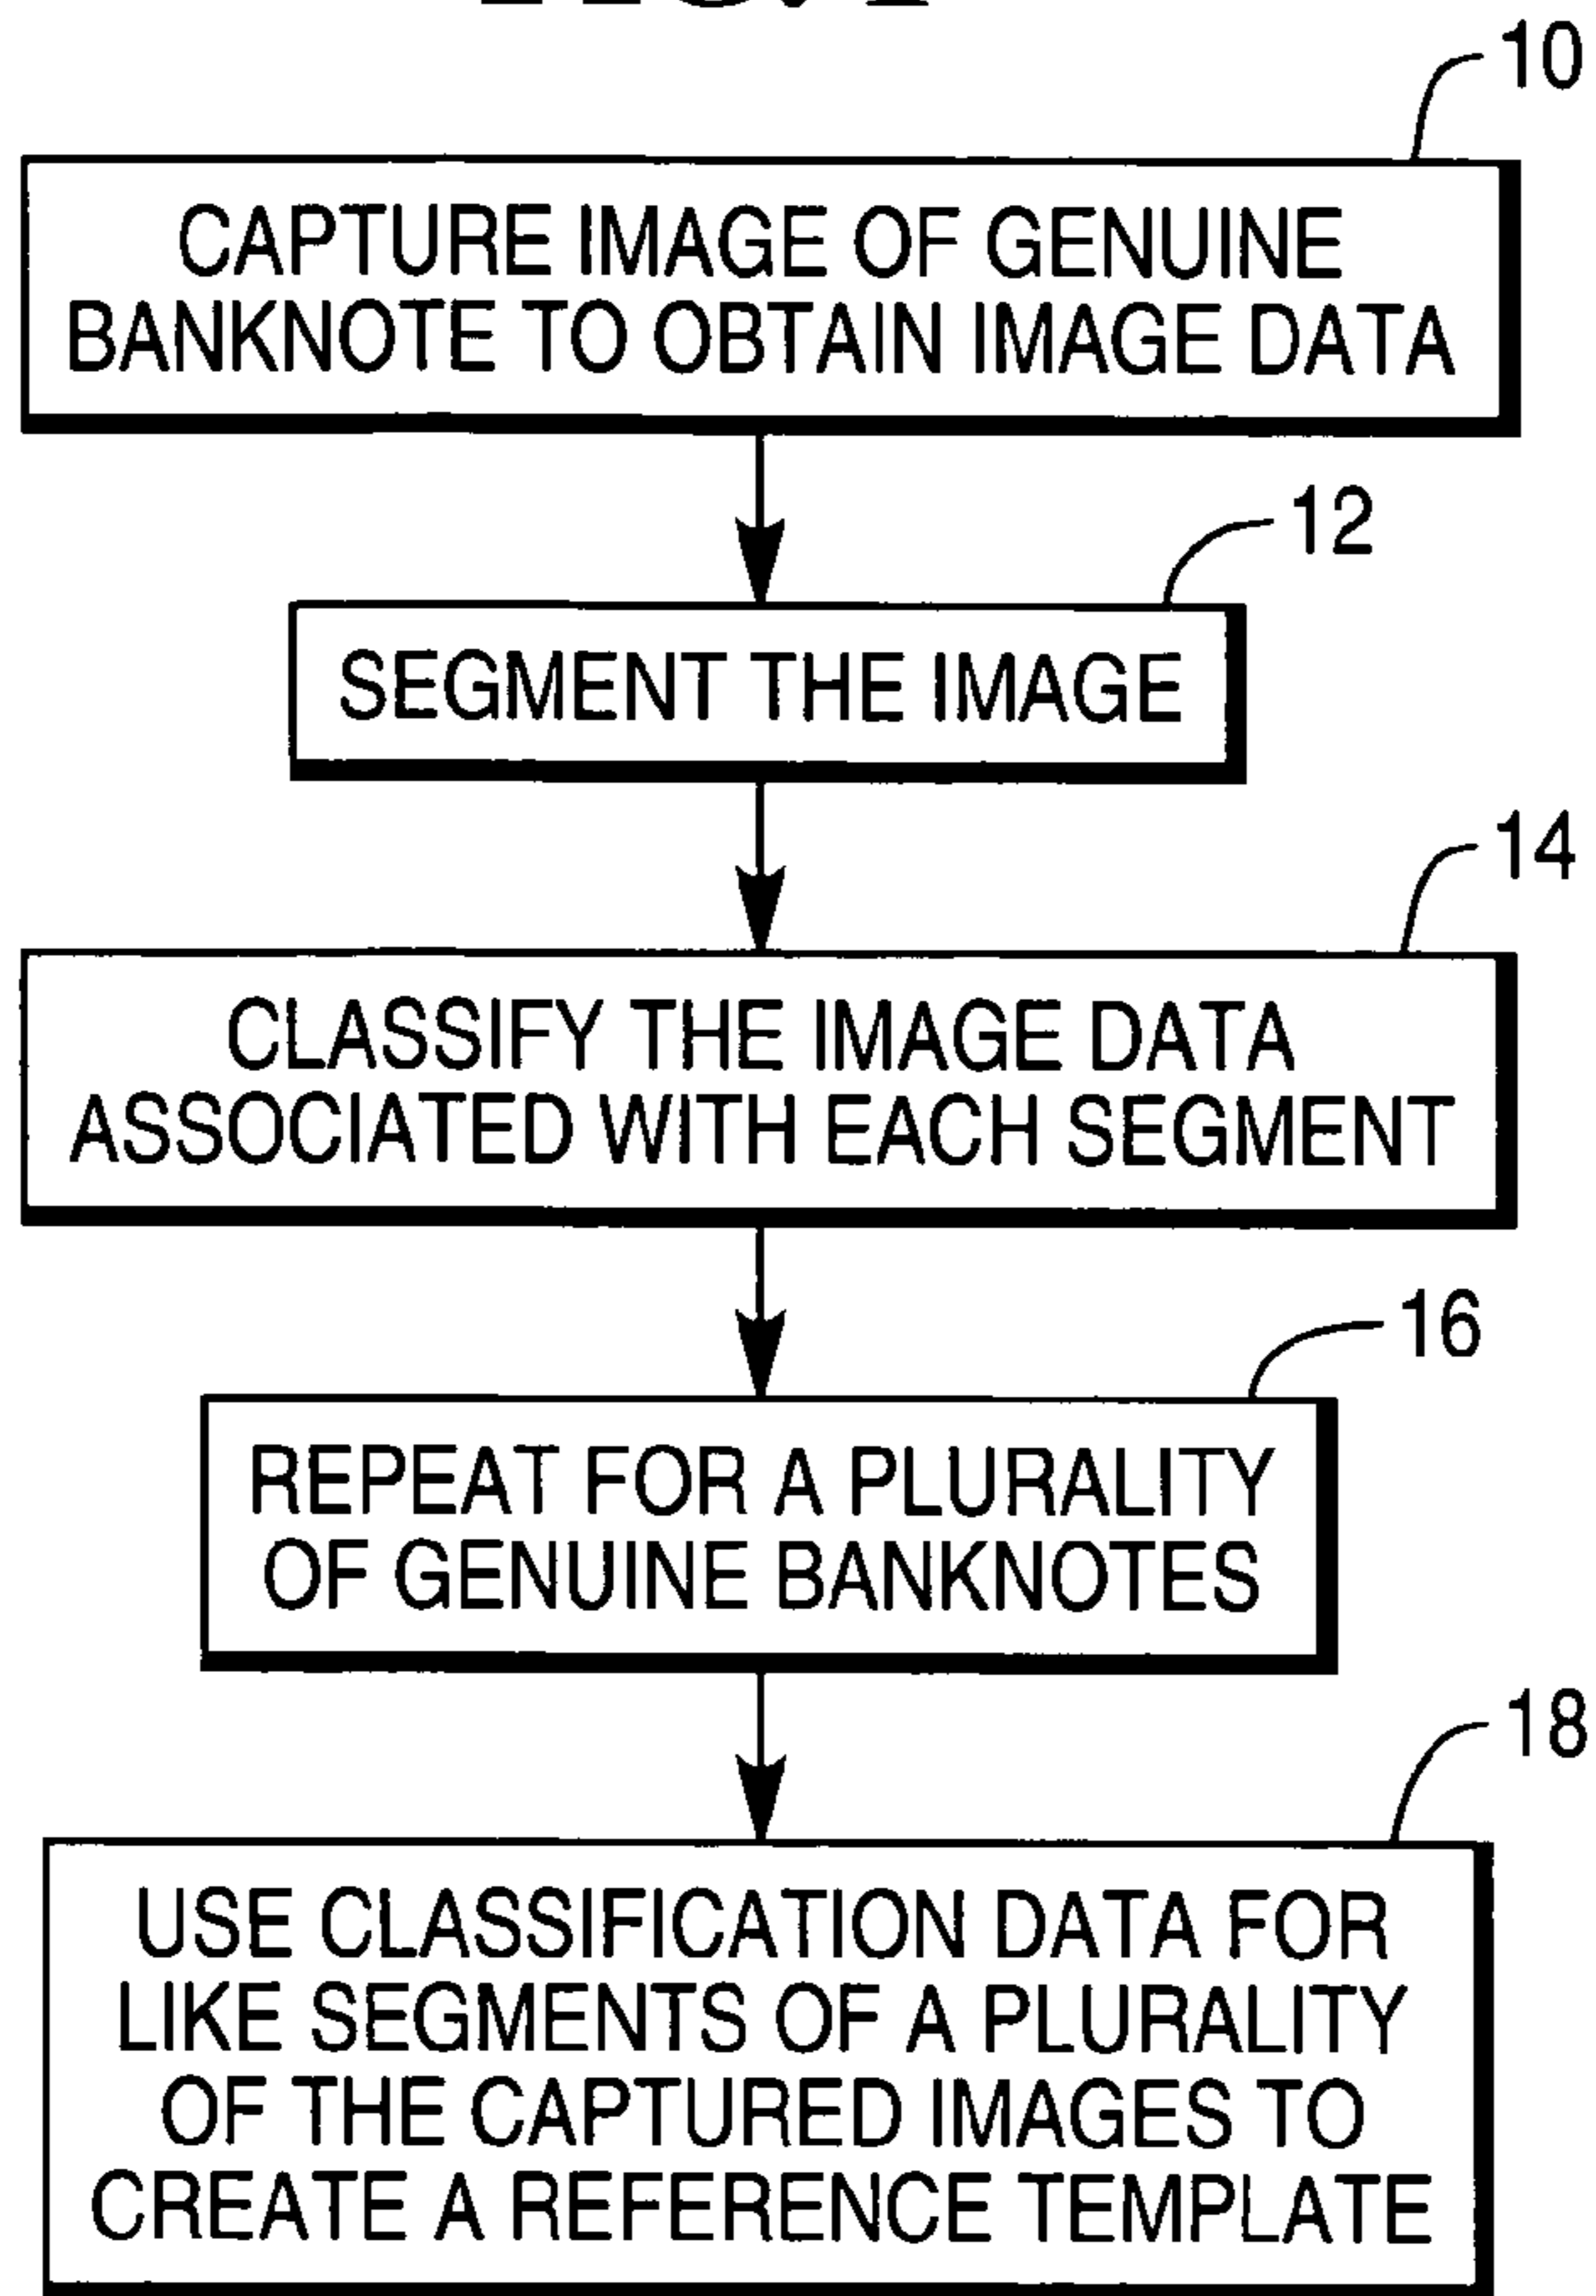 10
CAPTURE IMAGE OF GENUINE
BANKNOTE TO OBTAIN IMAGE DATA
12
SEGMENT THE IMAGE
14
CLASSIFY THE IMAGE DATA
ASSOCIATED WITH EACH SEGMENT
16
REPEAT FOR A PLURALITY
OF GENUINE BANKNOTES
18
USE CLASSIFICATION DATA FOR
LIKE SEGMENTS OF A PLURALITY
OF THE CAPTURED IMAGES TO
CREATE A REFERENCE TEMPLATE